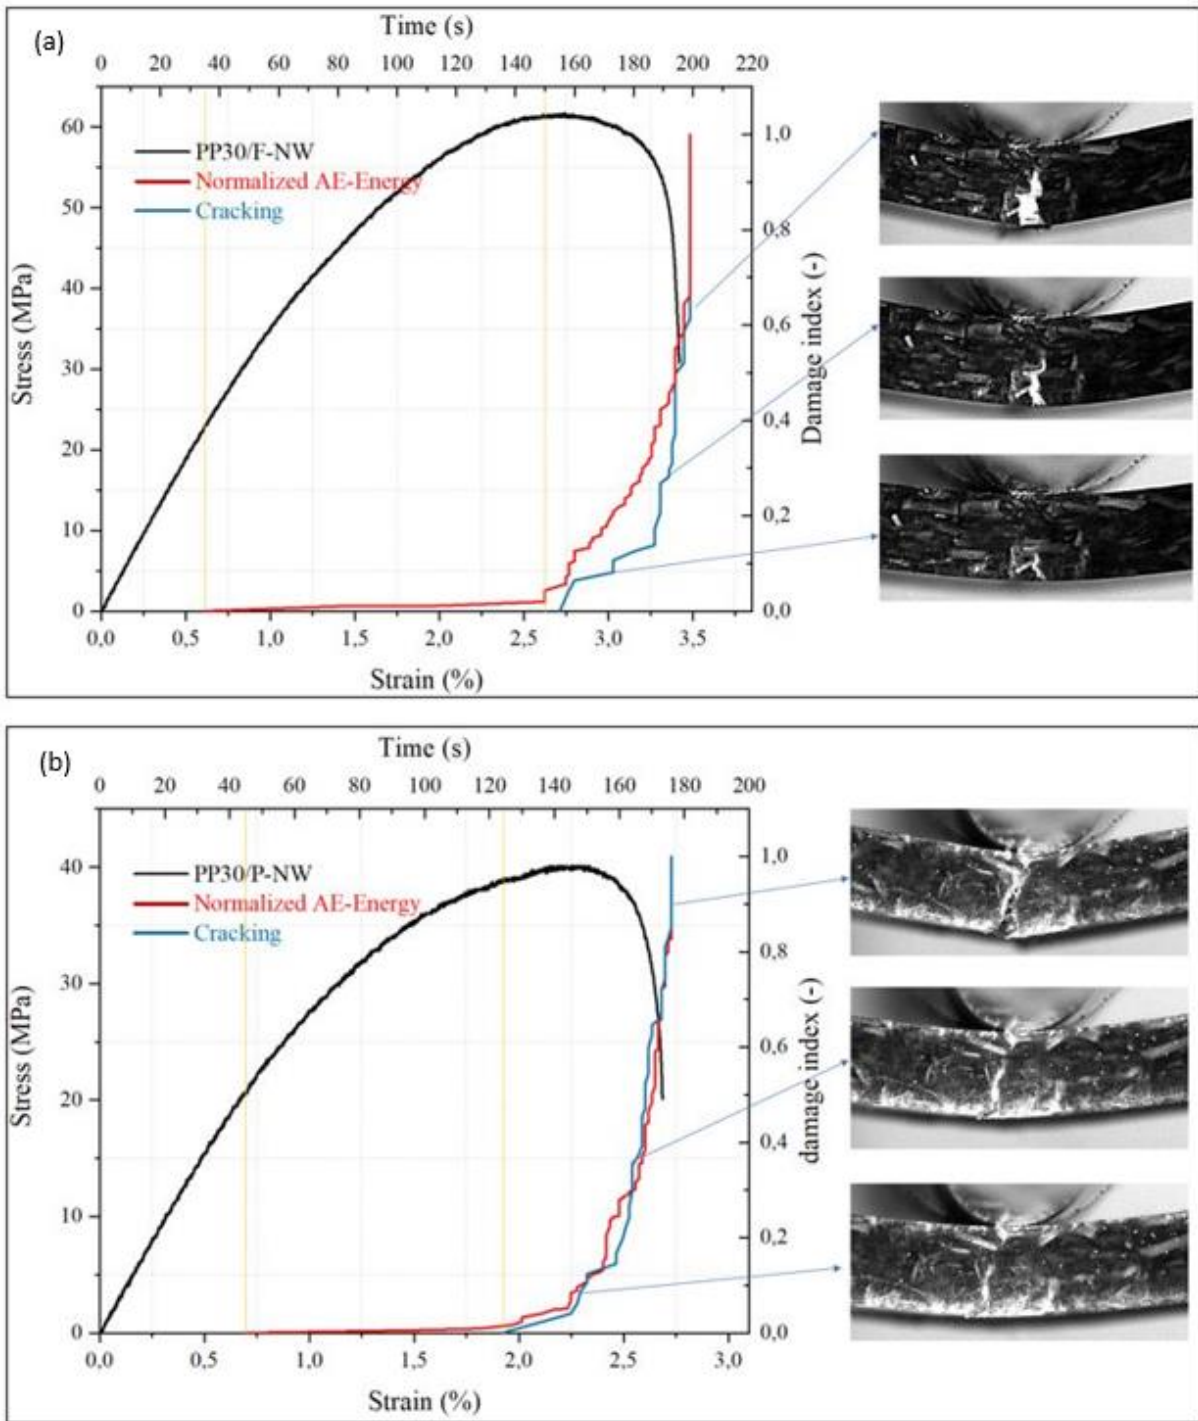 (a)
Time (s)
0 20 40 60 80 100 120 140 160 180 200 220
60
50
40
30
20
10
0
Stress (MPa)
PP30/F-NW
Normalized AE-Energy
Cracking
1,0
0,8
0,6
0,4
0,2
0,0
Damage index (-)
0,0 0,5 1,0 1,5 2,0 2,5 3,0 3,5
Strain (%)
(b)
Time (s)
0 20 40 60 80 100 120 140 160 180 200
40
30
20
10
0
Stress (MPa)
PP30/P-NW
Normalized AE-Energy
Cracking
1,0
0,8
0,6
0,4
0,2
0,0
damage index (-)
0,0 0,5 1,0 1,5 2,0 2,5 3,0
Strain (%)